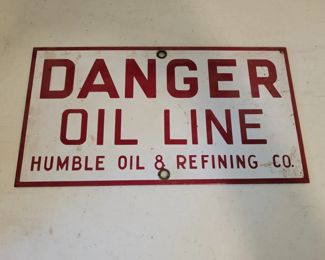 DANGER
OIL LINE
HUMBLE OIL & REFINING CO.